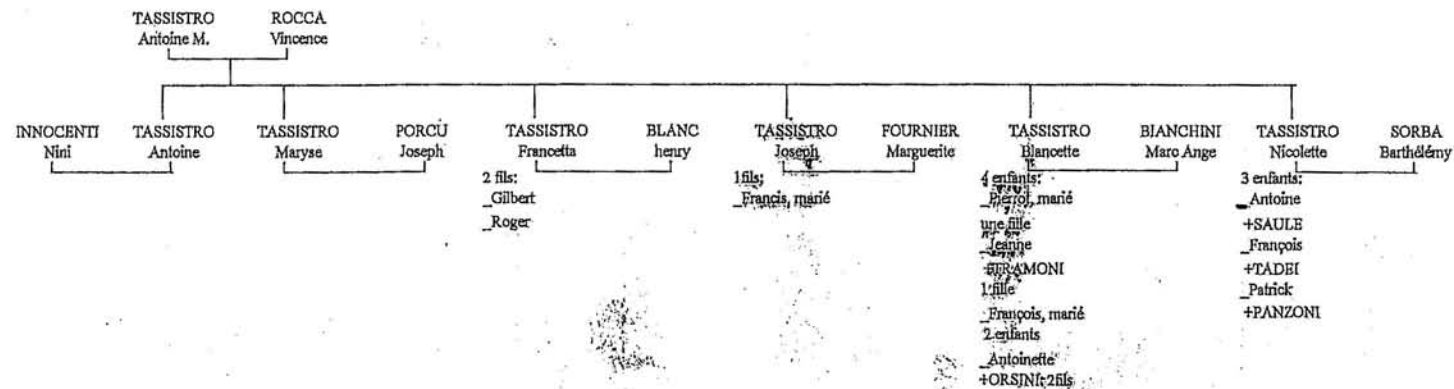 TASSISTRO ROCCA
Antoine M. Vincence
INNOCENTI TASSISTRO TASSISTRO PORCU TASSISTRO BLANC TASSISTRO FOURNIER TASSISTRO BIANCHINI TASSISTRO SORBA
Nini Antoine Maryse Joseph Francetta henry Joseph Marguerite Blancette Marc Ange Nicolette Barthélémy
2 fils: 1fils; 4 enfants: 3 enfants:
_Gilbert _Francis, marié _Pierrot, marié _Antoine
_Roger une fille +SAULE
_Jeanne _François
+TADEI
1 fille _Patrick
_François, marié +PANZONI
2 enfants
_Antoinette
+ORSINI: 2fils